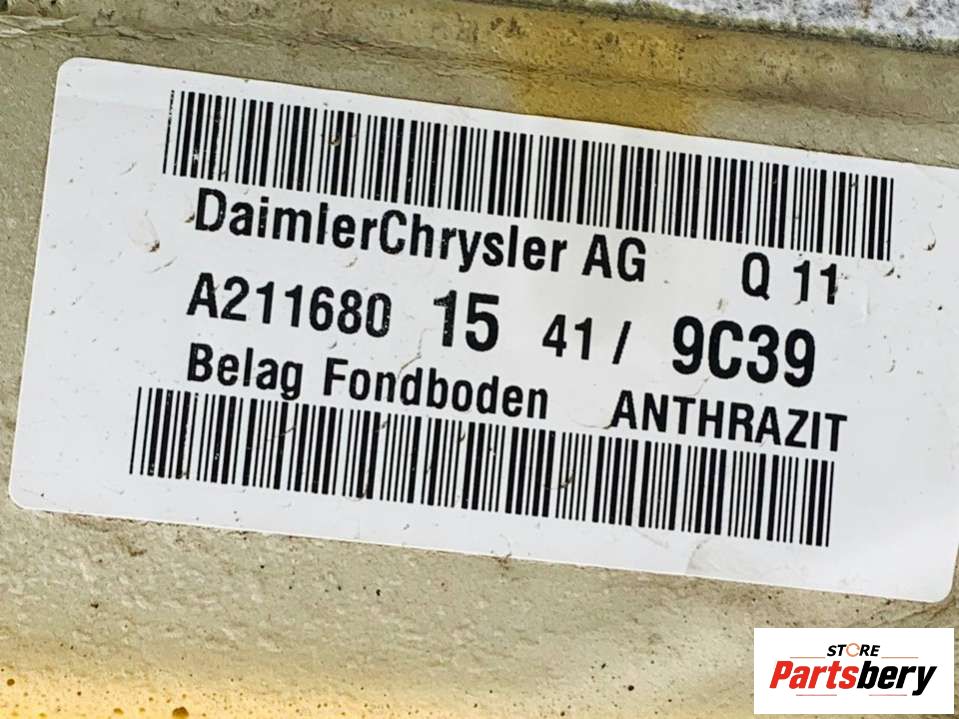 DaimlerChrysler AG Q 11
A211680 15 41 / 9C39
Belag Fondboden ANTHRAZIT
STORE
Partsbery